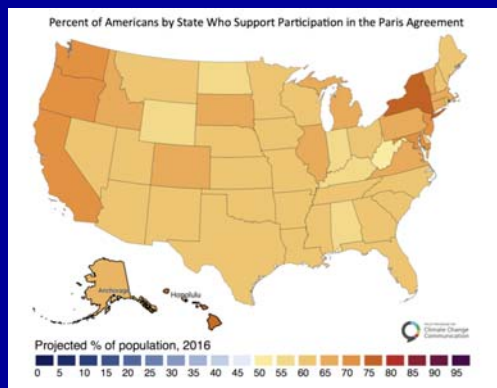 Percent of Americans by State Who Support Participation in the Paris Agreement
Anchorage
Honolulu
Climate Change
Communication
Projected % of population, 2016
0 5 10 15 20 25 30 35 40 45 50 55 60 65 70 75 80 85 90 95